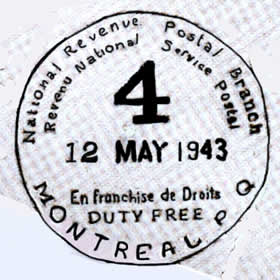 National Revenue Postal Branch
Revenu National Service Postal
4
12 MAY 1943
En franchise de Droits
DUTY FREE
MONTREAL P Q